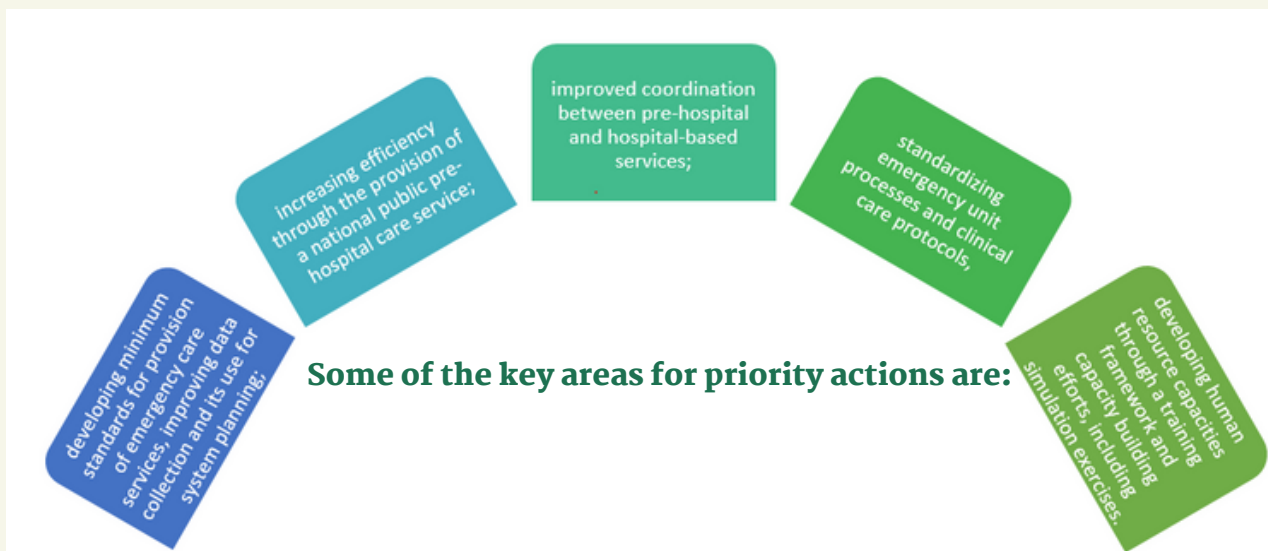 developing minimum
standards for provision
of emergency care
services, improving data
collection and its use for
system planning;
increasing efficiency
through the provision of
a national public pre-
hospital care service;
improved coordination
between pre-hospital
and hospital-based
services;
standardizing
emergency unit
processes and clinical
care protocols,
developing human
resource capacities
through a training
framework and
capacity building
efforts, including
simulation exercises.
Some of the key areas for priority actions are: